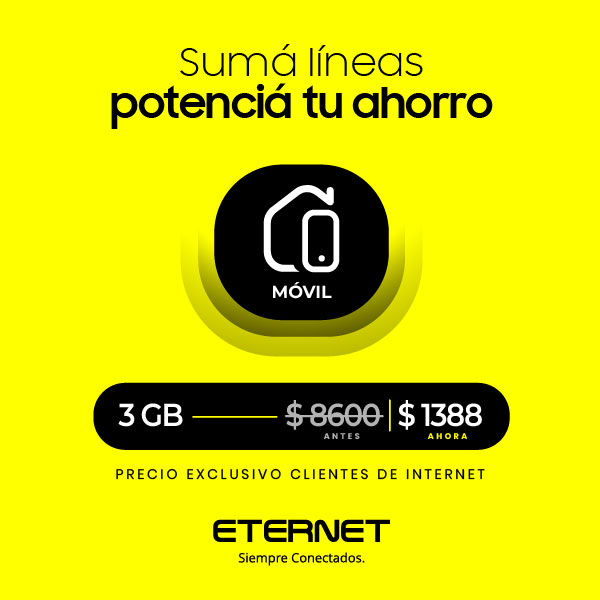 Sumá líneas
potenciá tu ahorro
MÓVIL
3 GB $ 8600 $ 1388
ANTES AHORA
PRECIO EXCLUSIVO CLIENTES DE INTERNET
ETERNET
Siempre Conectados.